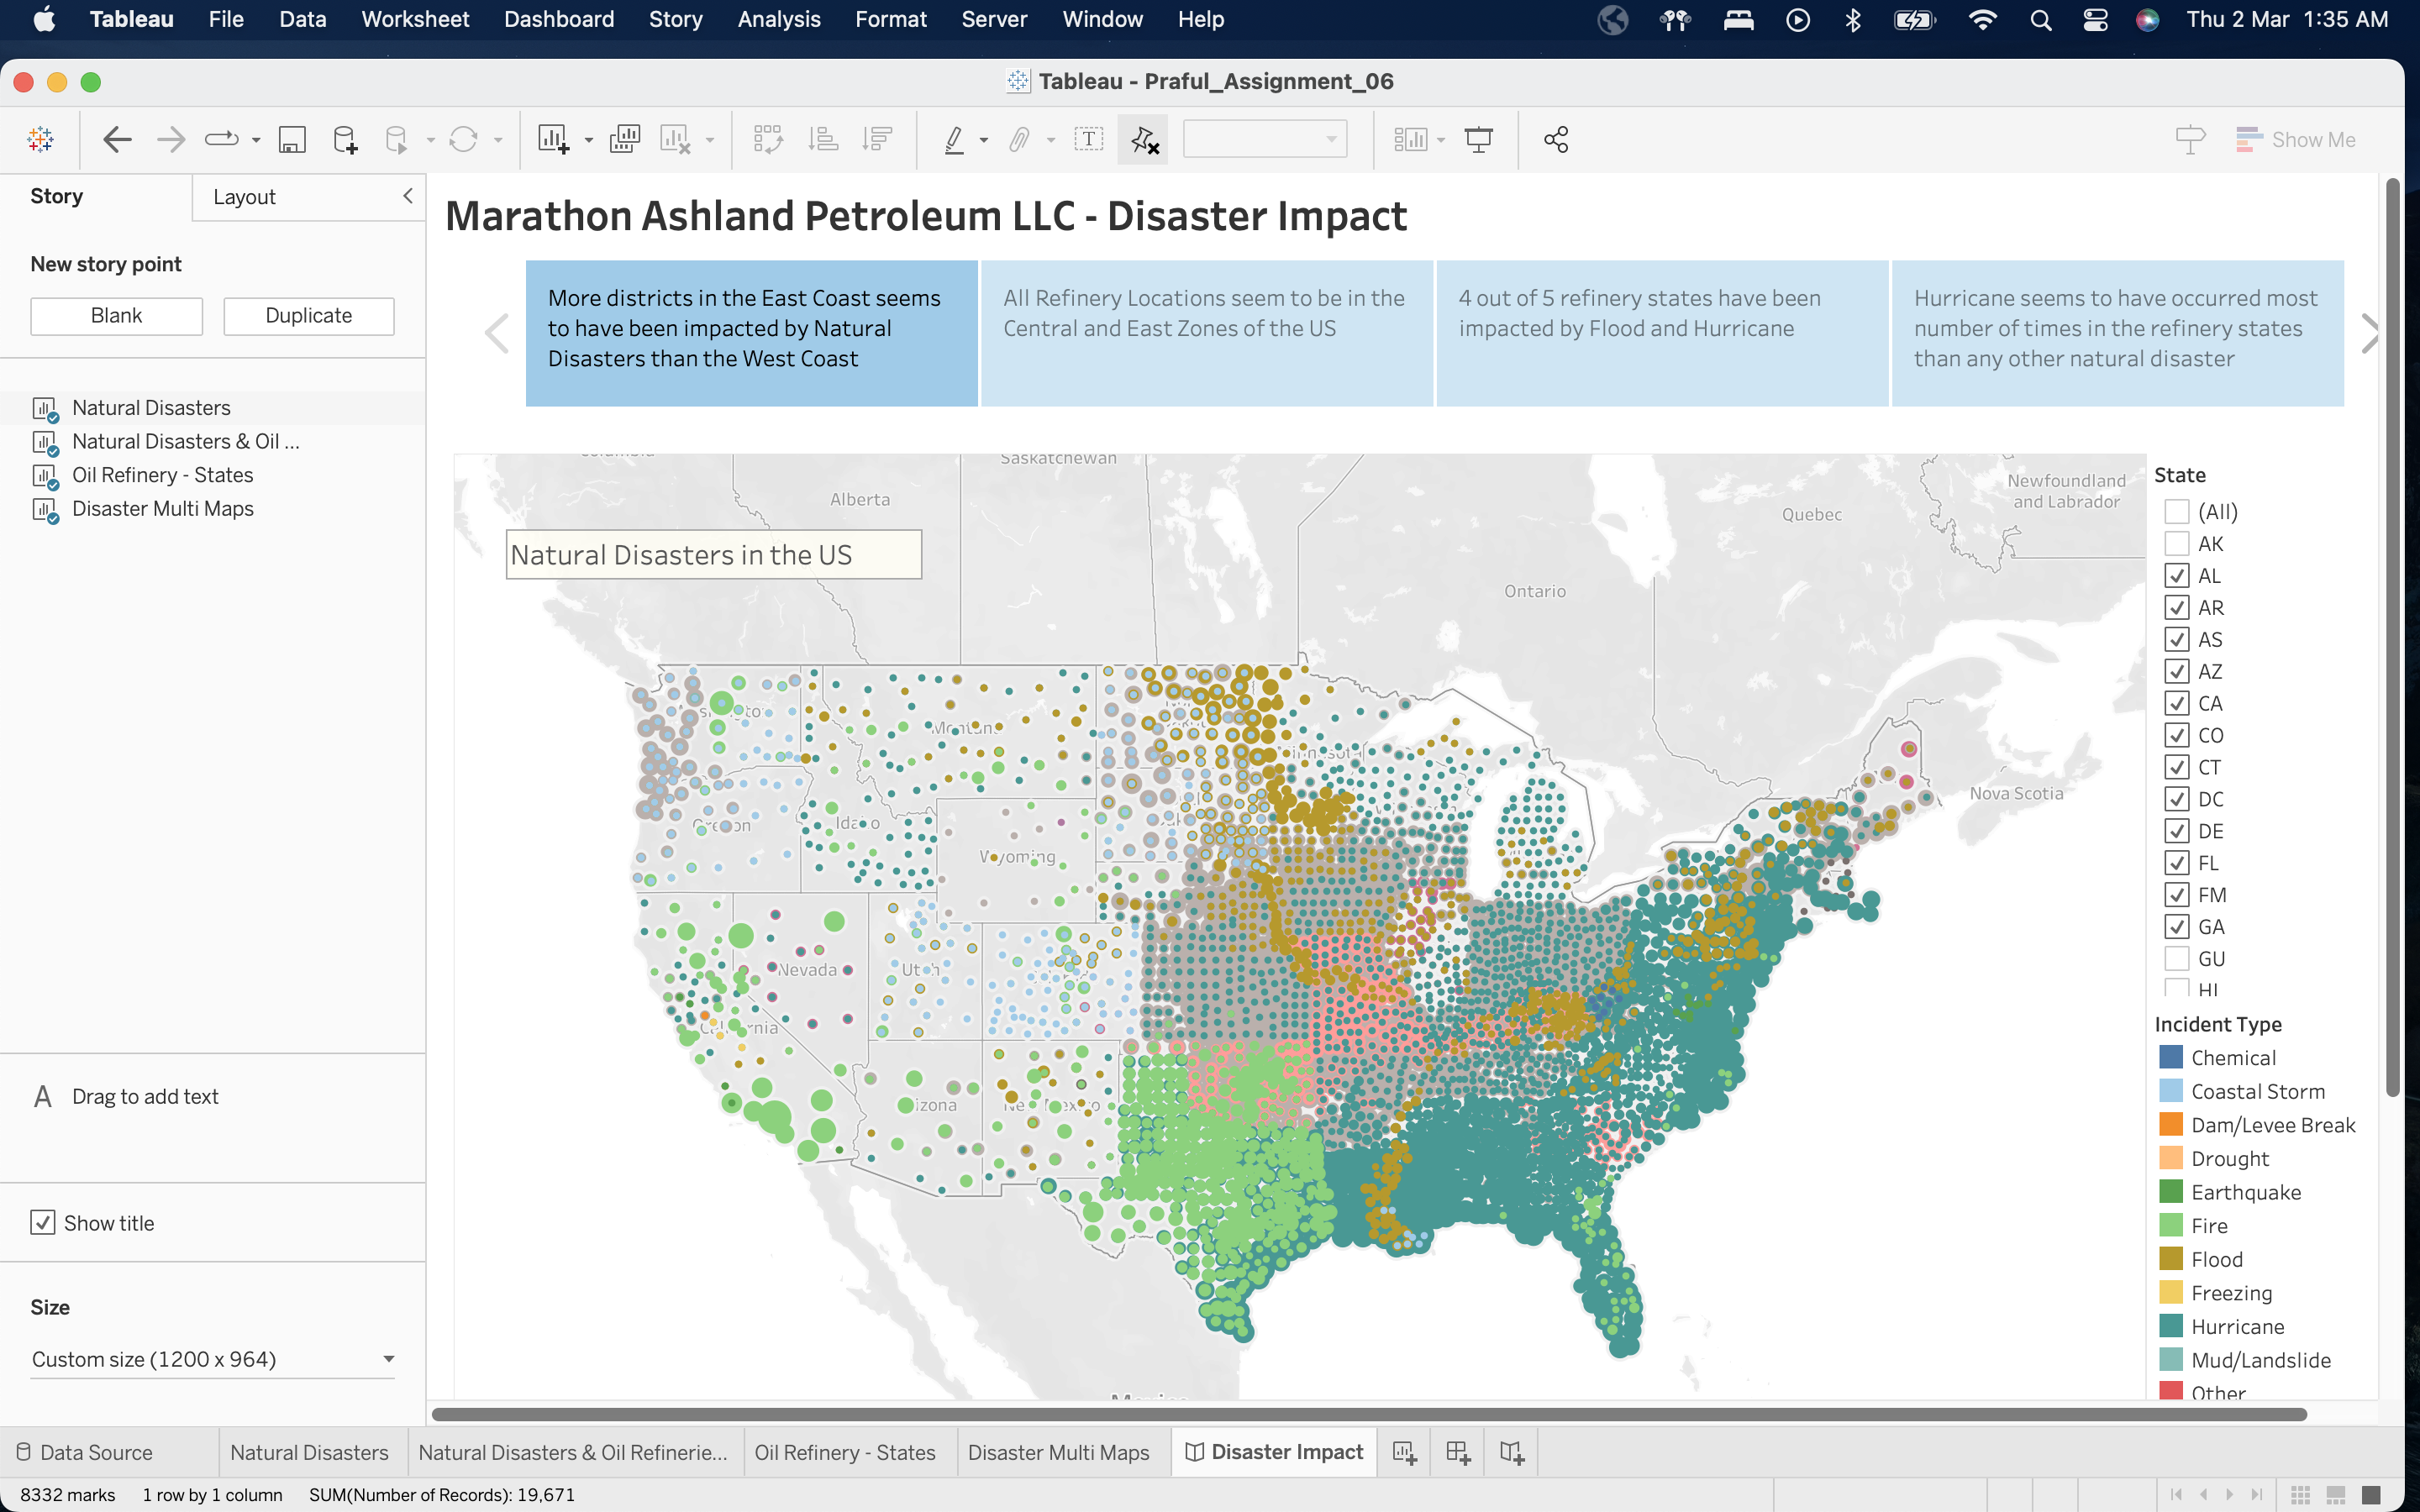 Tableau File Data Worksheet Dashboard Story Analysis Format Server Window Help Thu 2 Mar 1:35 AM
Tableau - Praful_Assignment_06
Show Me
Story Layout
New story point
Blank Duplicate
Natural Disasters
Natural Disasters & Oil ...
Oil Refinery - States
Disaster Multi Maps
A Drag to add text
Show title
Size
Custom size (1200 x 964)
Marathon Ashland Petroleum LLC - Disaster Impact
More districts in the East Coast seems
to have been impacted by Natural
Disasters than the West Coast
All Refinery Locations seem to be in the
Central and East Zones of the US
4 out of 5 refinery states have been
impacted by Flood and Hurricane
Hurricane seems to have occurred most
number of times in the refinery states
than any other natural disaster
Saskatchewan
Alberta
Newfoundland
and Labrador
Quebec
Natural Disasters in the US
Ontario
Nova Scotia
Wyoming
Nevada
State
(All)
AK
AL
AR
AS
AZ
CA
CO
CT
DC
DE
FL
FM
GA
GU
HI
Incident Type
Chemical
Coastal Storm
Dam/Levee Break
Drought
Earthquake
Fire
Flood
Freezing
Hurricane
Mud/Landslide
Other
Data Source Natural Disasters Natural Disasters & Oil Refinerie... Oil Refinery - States Disaster Multi Maps Disaster Impact
8332 marks 1 row by 1 column SUM(Number of Records): 19,671